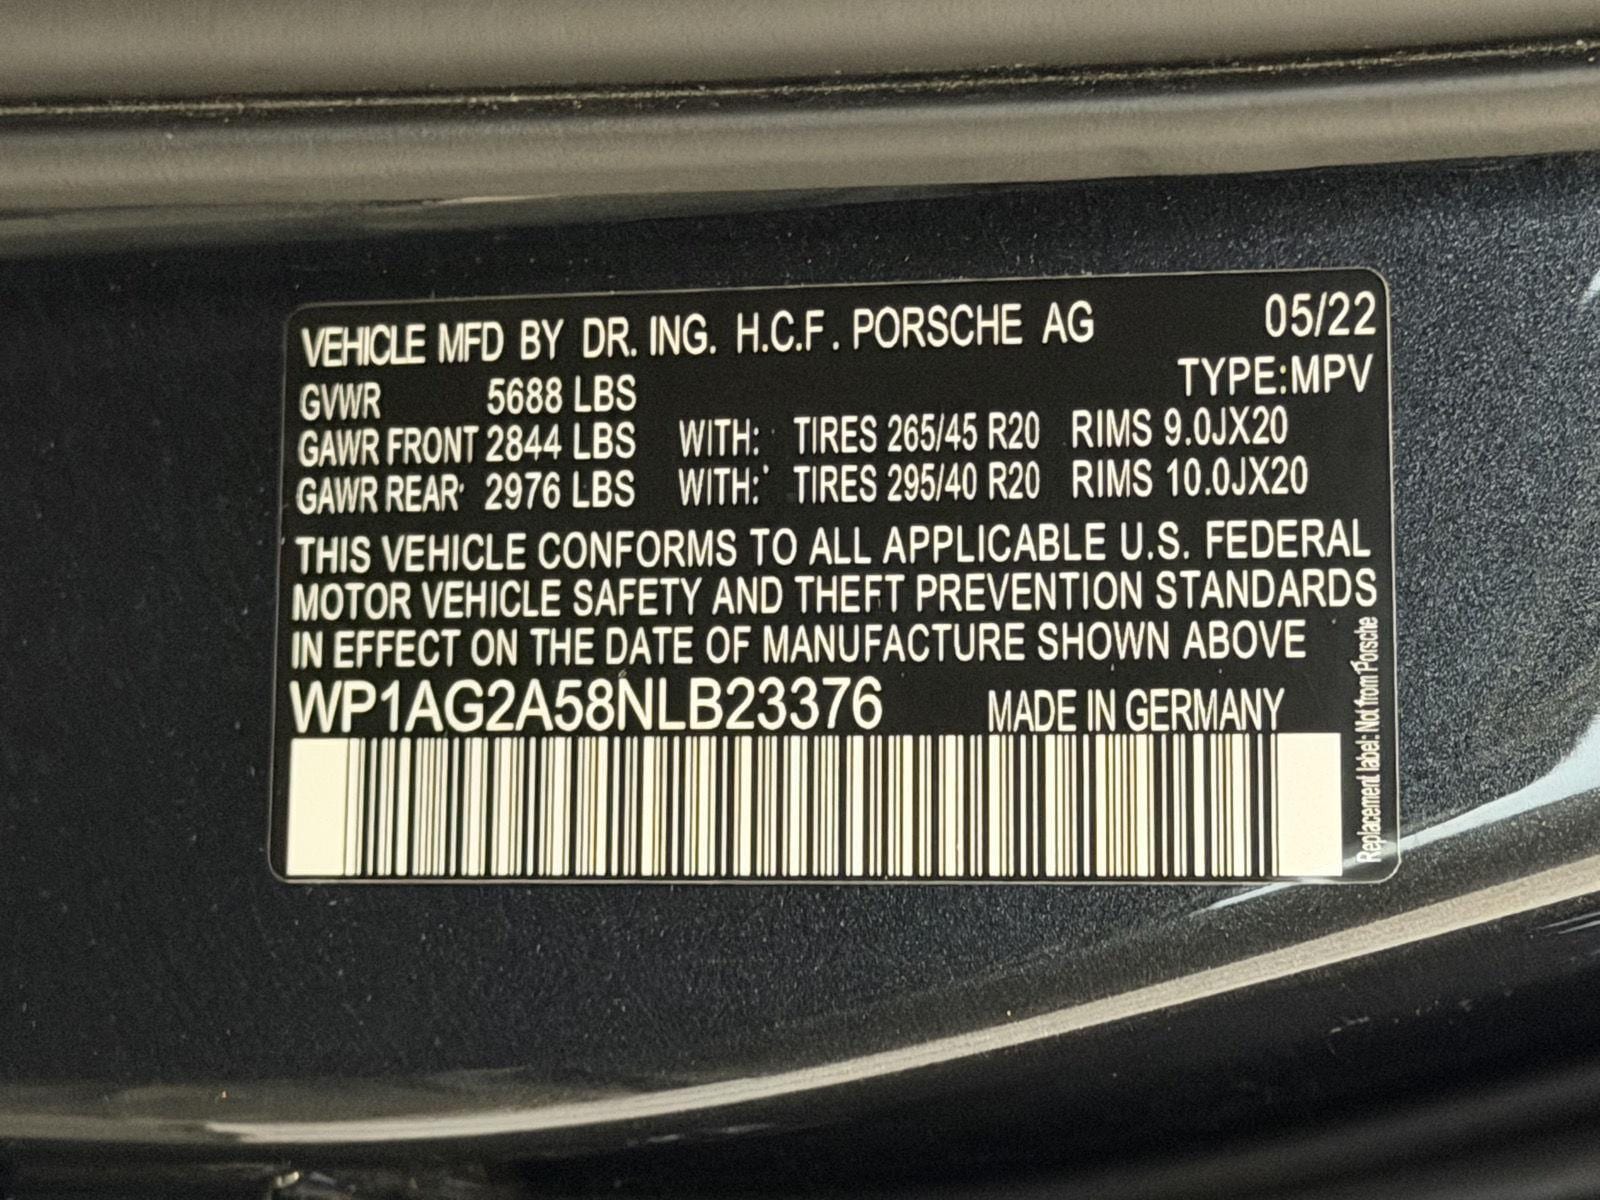 VEHICLE MFD BY DR. ING. H.C.F. PORSCHE AG 05/22
TYPE:MPV
GVWR 5688 LBS
GAWR FRONT 2844 LBS WITH: TIRES 265/45 R20 RIMS 9.0JX20
GAWR REAR 2976 LBS WITH: TIRES 295/40 R20 RIMS 10.0JX20
THIS VEHICLE CONFORMS TO ALL APPLICABLE U.S. FEDERAL
MOTOR VEHICLE SAFETY AND THEFT PREVENTION STANDARDS
IN EFFECT ON THE DATE OF MANUFACTURE SHOWN ABOVE
WP1AG2A58NLB23376 MADE IN GERMANY
Replacement label: Not from Porsche